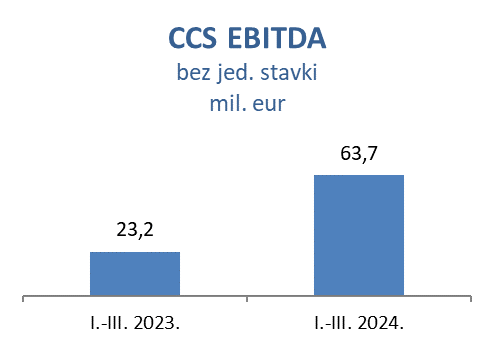 CCS EBITDA
bez jed. stavki
mil. eur
63,7
23,2
I.-III. 2023.
I.-III. 2024.